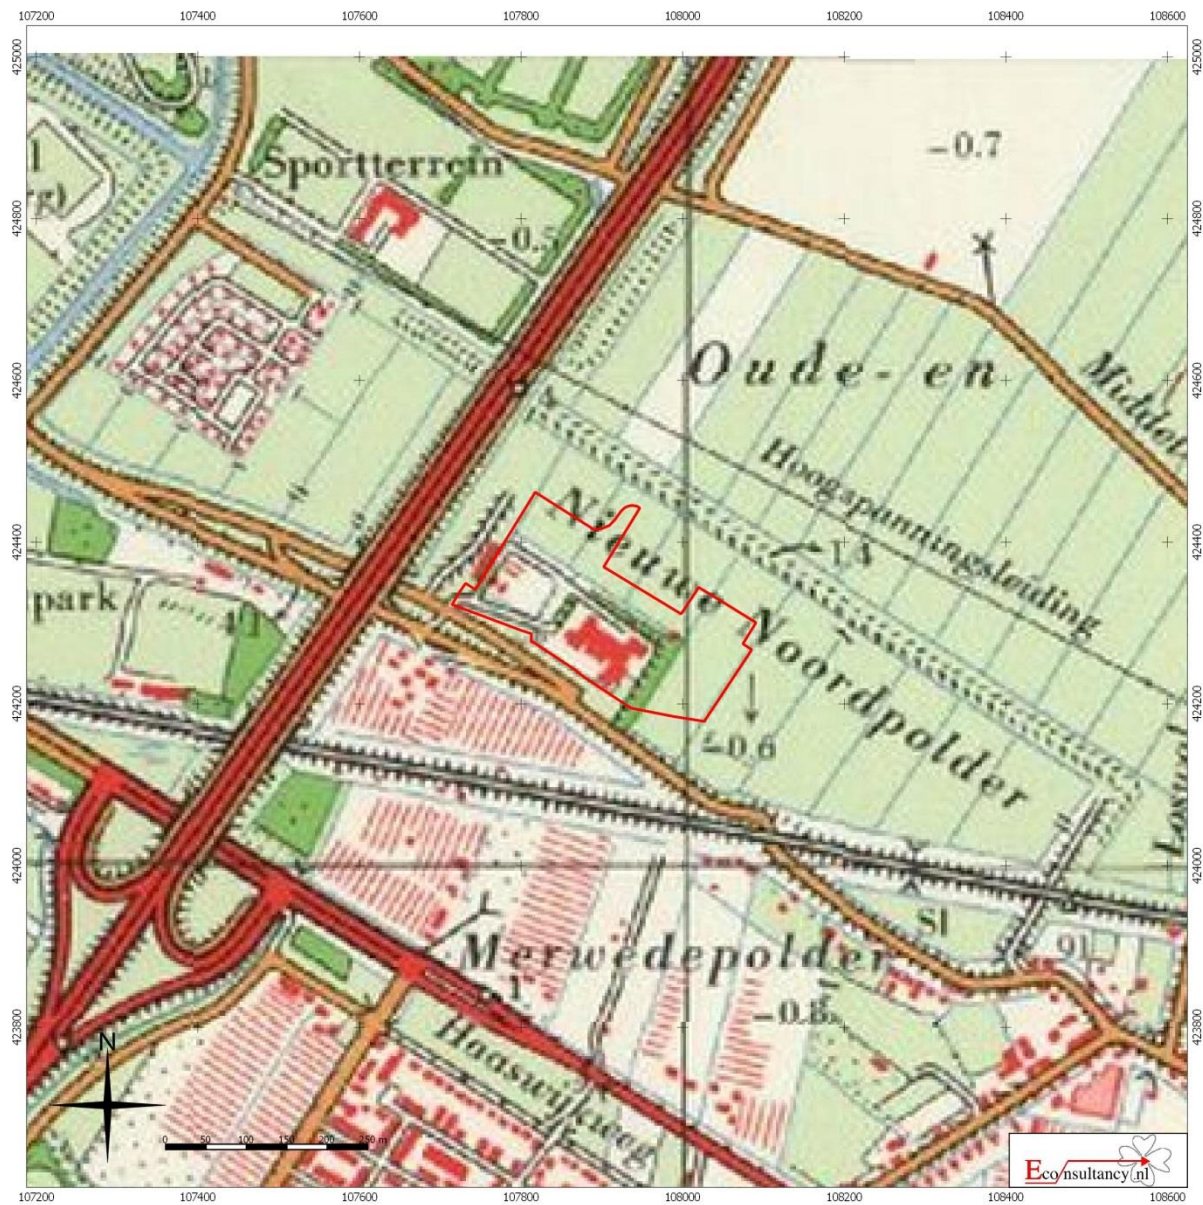 107200 107400 107600 107800 108000 108200 108400 108600
425000 425000
-0.7
Sportterrein
rg)
424800 424800
-0.5
Oude- en
424600 424600
Middel
Hoogspanningsleiding
Nieuwe Noordpolder
424400 424400
park
424200 424200
-0.6
424000 424000
Sl
Merwedepolder
-0.8
423800 423800
N
0 50 100 150 200 250 m
Econsultancy.nl
107200 107400 107600 107800 108000 108200 108400 108600